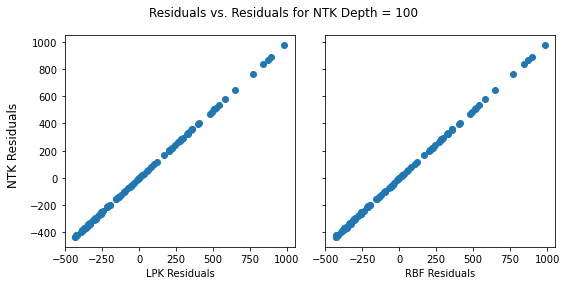 Residuals vs. Residuals for NTK Depth = 100
NTK Residuals
1000
800
600
400
200
0
−200
−400
−500 −250 0 250 500 750 1000
LPK Residuals
−500 −250 0 250 500 750 1000
RBF Residuals